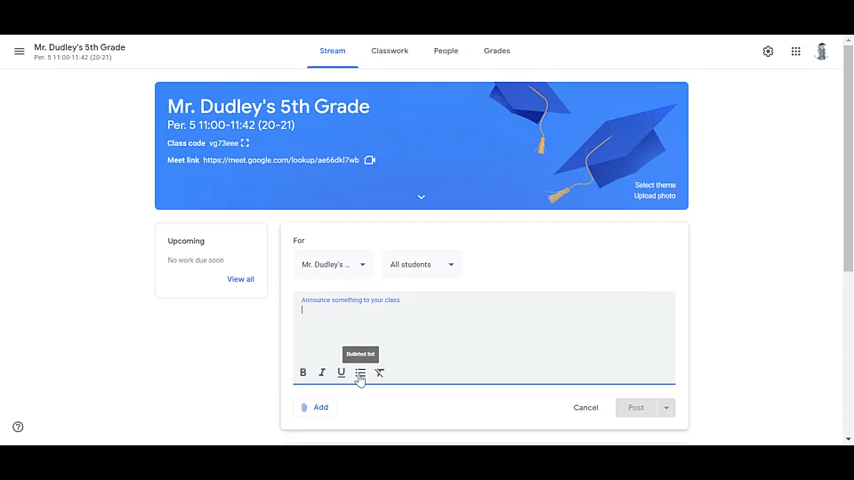 Mr. Dudley's 5th Grade
Per. 5 11:00-11:42 (20-21)
Stream
Classwork
People
Grades
Mr. Dudley's 5th Grade
Per. 5 11:00-11:42 (20-21)
Class code vg73eee
Meet link https://meet.google.com/lookup/ae66dkl7wb
Select theme
Upload photo
Upcoming
No work due soon
View all
For
Mr. Dudley's ...
All students
Announce something to your class
Bulleted list
B I U
Add
Cancel
Post